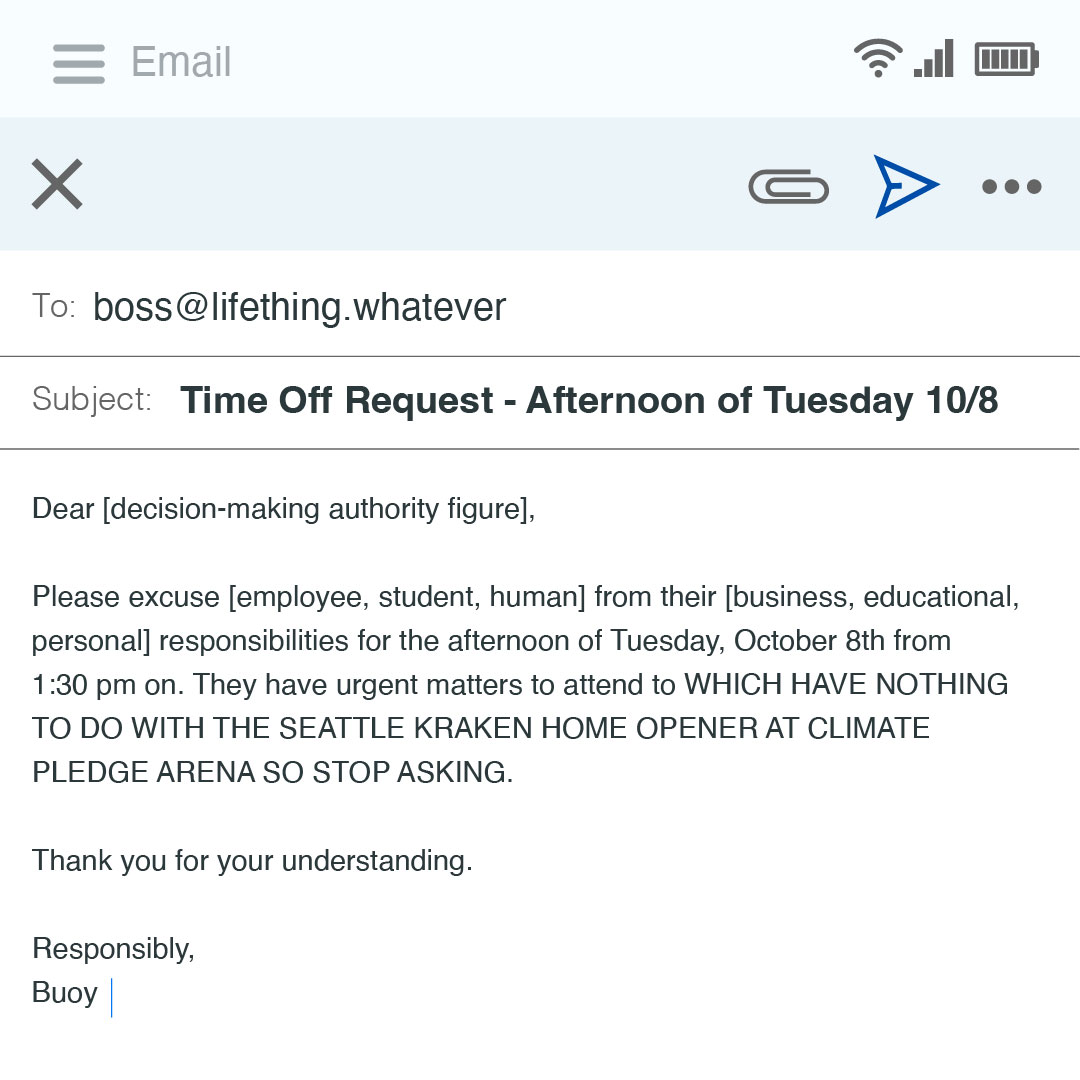 Email
To: boss@lifething.whatever
Subject: Time Off Request - Afternoon of Tuesday 10/8
Dear [decision-making authority figure],
Please excuse [employee, student, human] from their [business, educational,
personal] responsibilities for the afternoon of Tuesday, October 8th from
1:30 pm on. They have urgent matters to attend to WHICH HAVE NOTHING
TO DO WITH THE SEATTLE KRAKEN HOME OPENER AT CLIMATE
PLEDGE ARENA SO STOP ASKING.
Thank you for your understanding.
Responsibly,
Buoy